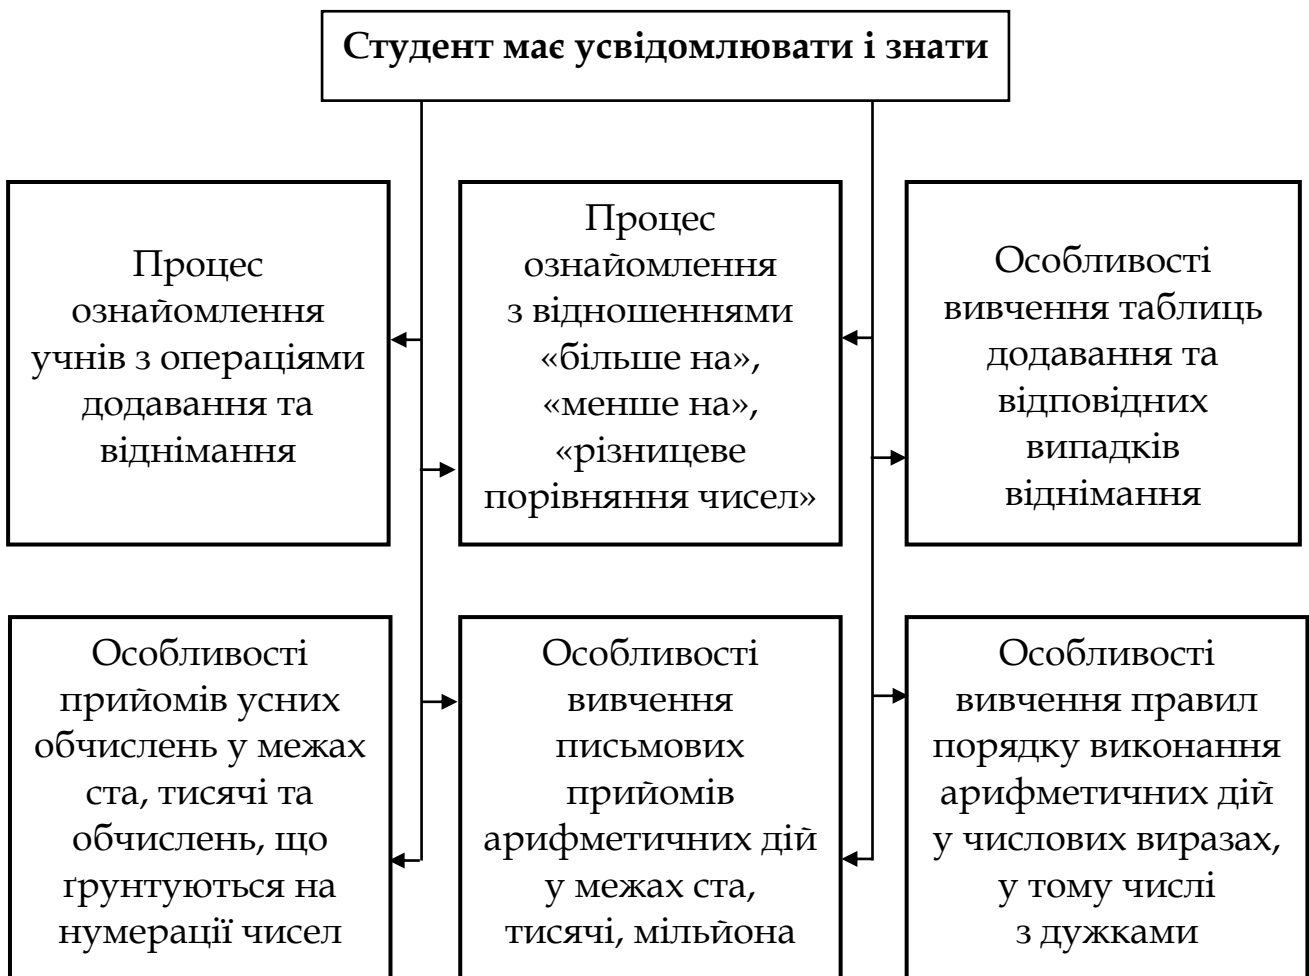 Студент має усвідомлювати і знати
Процес
ознайомлення
учнів з операціями
додавання та
віднімання
Процес
ознайомлення
з відношеннями
«більше на»,
«менше на»,
«різницеве
порівняння чисел»
Особливості
вивчення таблиць
додавання та
відповідних
випадків
віднімання
Особливості
прийомів усних
обчислень у межах
ста, тисячі та
обчислень, що
ґрунтуються на
нумерації чисел
Особливості
вивчення
письмових
прийомів
арифметичних дій
у межах ста,
тисячі, мільйона
Особливості
вивчення правил
порядку виконання
арифметичних дій
у числових виразах,
у тому числі
з дужками